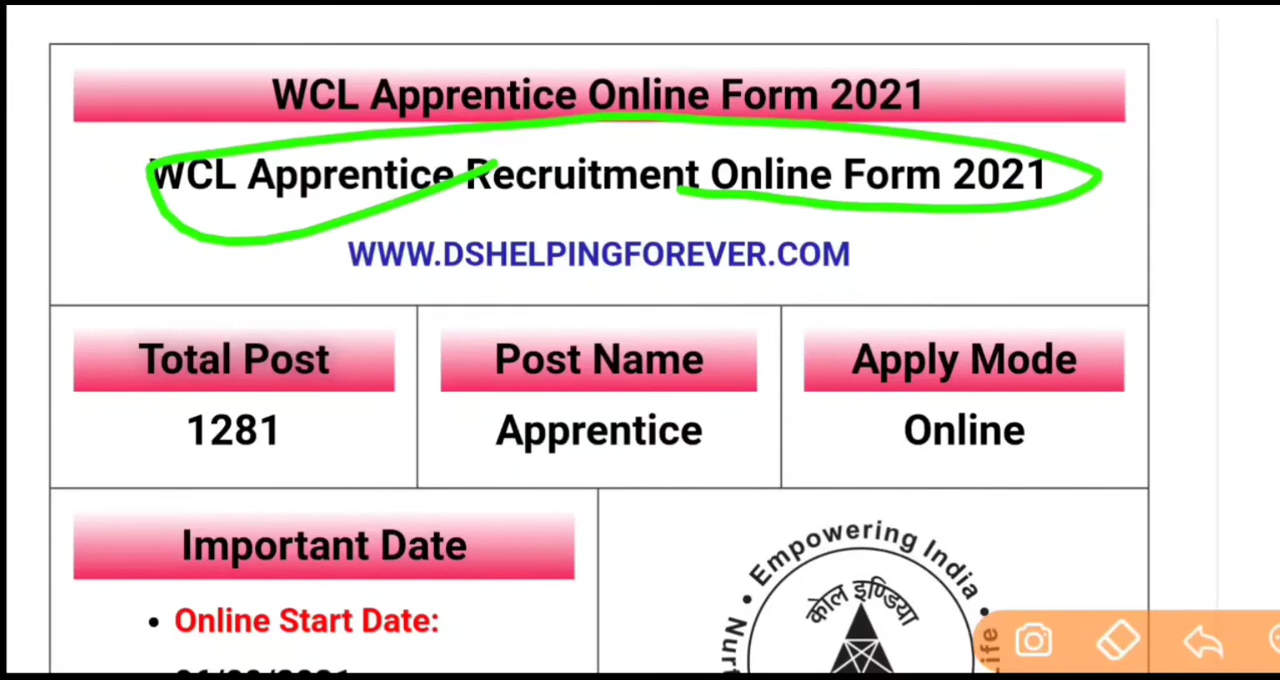 WCL Apprentice Online Form 2021
WCL Apprentice Recruitment Online Form 2021
WWW.DSHELPINGFOREVER.COM
Total Post
Post Name
Apply Mode
1281
Apprentice
Online
Important Date
• Online Start Date:
• Empowering India •
कोल इण्डिया